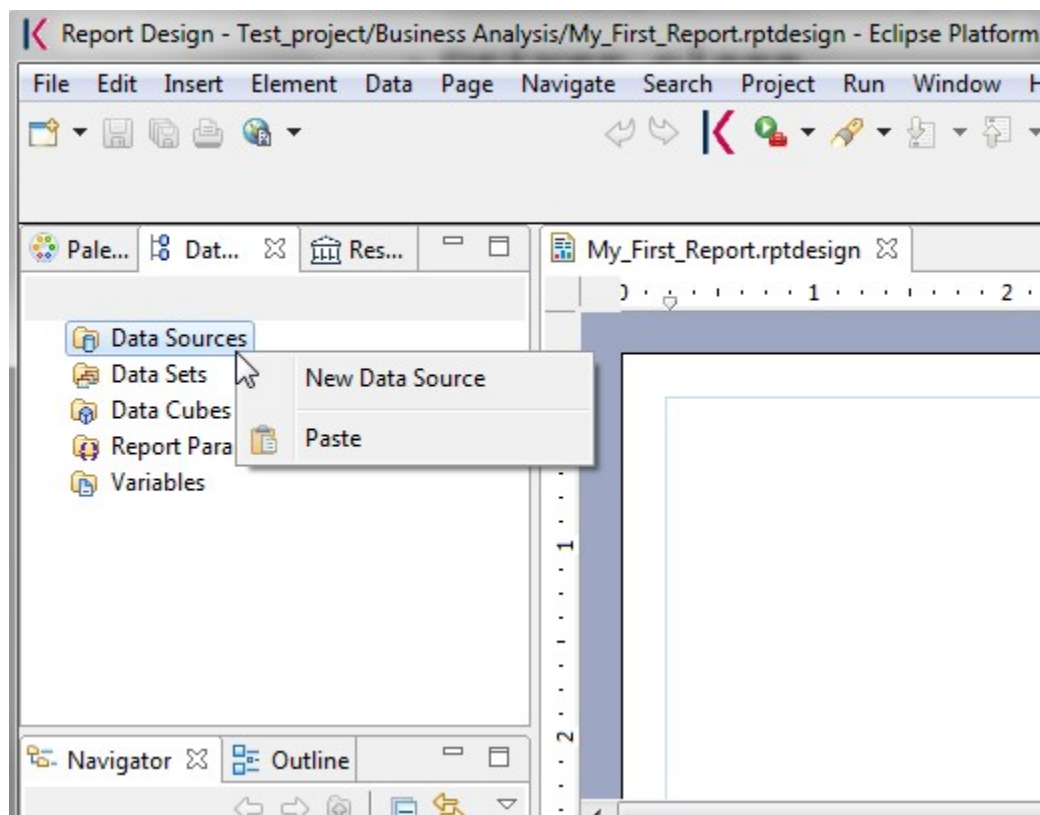 Report Design - Test_project/Business Analysis/My_First_Report.rptdesign - Eclipse Platform
File Edit Insert Element Data Page Navigate Search Project Run Window H
Pale... Dat... Res...
My_First_Report.rptdesign
0 1 2
Data Sources
Data Sets
Data Cubes
Report Para
Variables
New Data Source
Paste
1
2
Navigator Outline